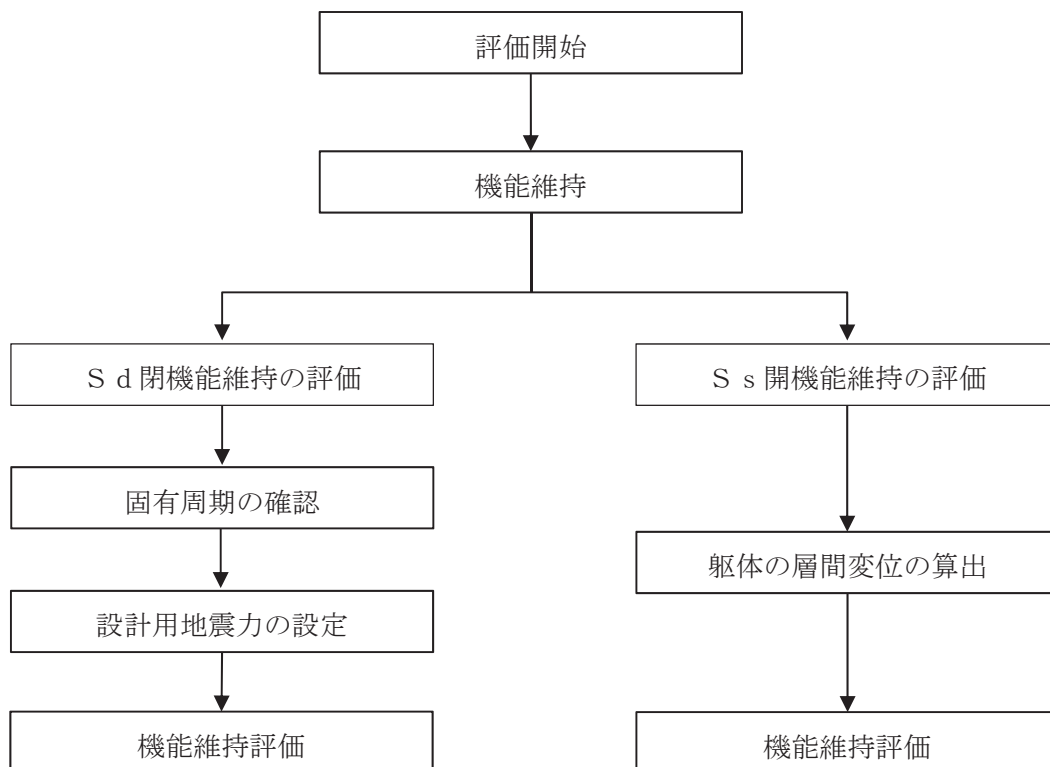 評価開始
機能維持
Ｓｄ閉機能維持の評価
Ｓｓ開機能維持の評価
固有周期の確認
躯体の層間変位の算出
設計用地震力の設定
機能維持評価
機能維持評価